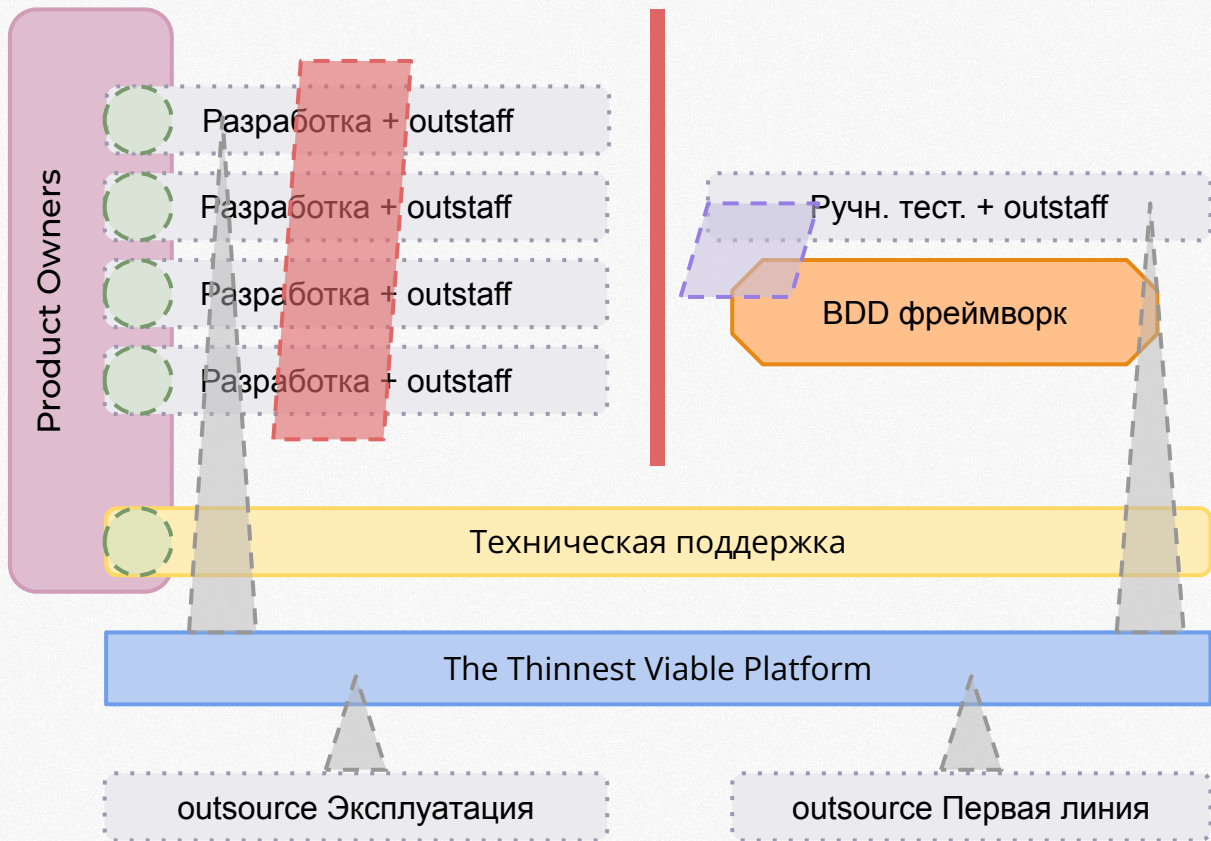 Product Owners
Разработка + outstaff
Разработка + outstaff
Разработка + outstaff
Разработка + outstaff
Ручн. тест. + outstaff
BDD фреймворк
Техническая поддержка
The Thinnest Viable Platform
outsource Эксплуатация
outsource Первая линия